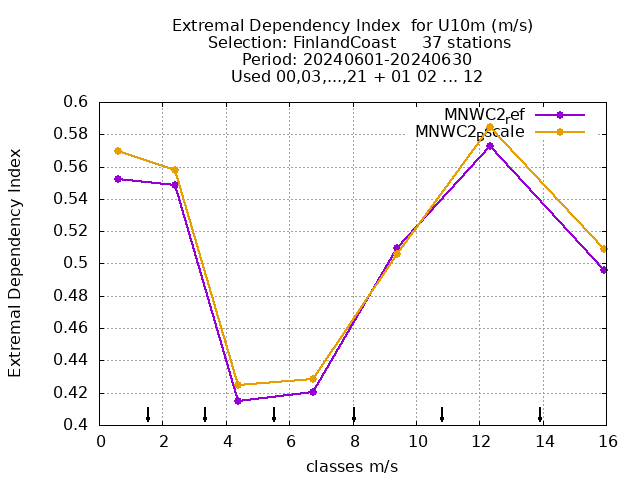 Extremal Dependency Index  for U10m (m/s)
Selection: FinlandCoast     37 stations
Period: 20240601-20240630
Used 00,03,...,21 + 01 02 ... 12
MNWC2ref
MNWC2pscale
Extremal Dependency Index
0.6
0.58
0.56
0.54
0.52
0.5
0.48
0.46
0.44
0.42
0.4
0 2 4 6 8 10 12 14 16
classes m/s